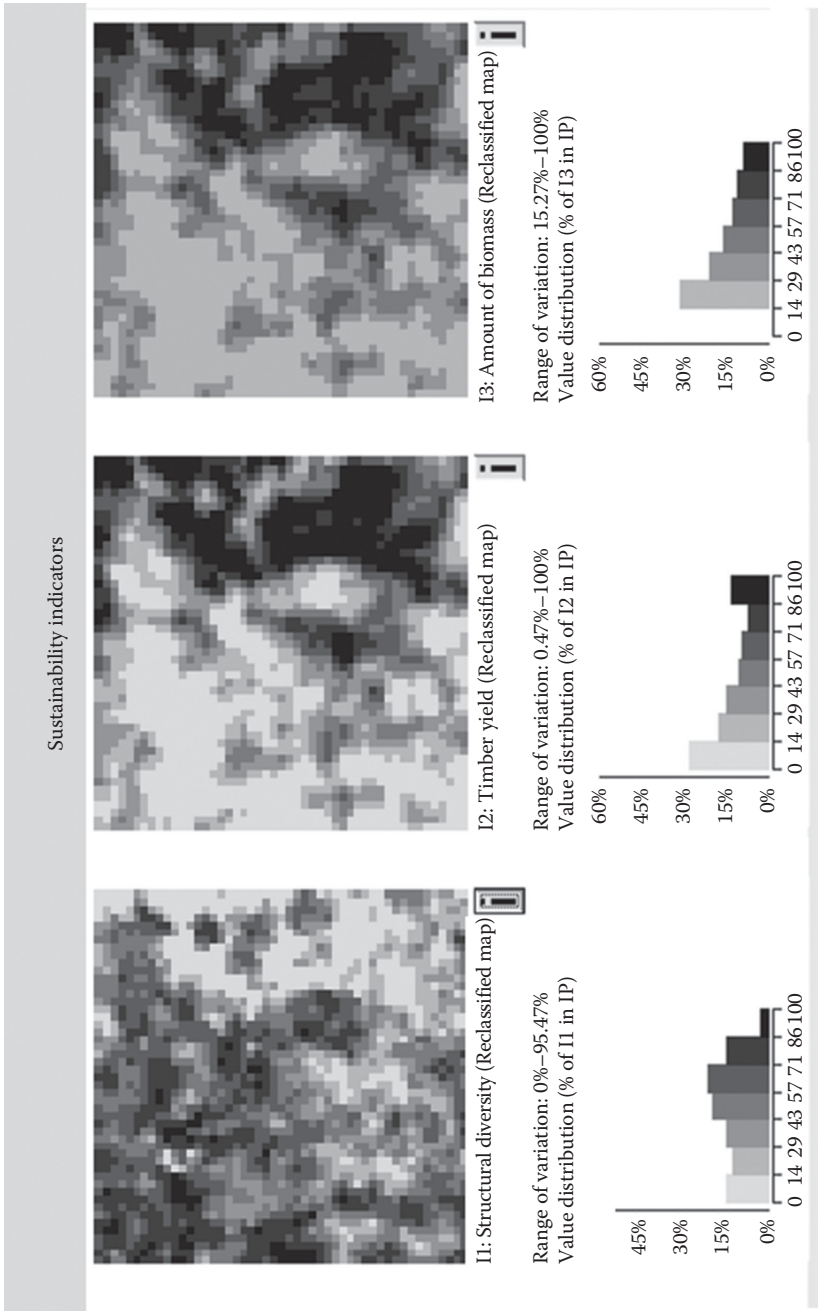 Sustainability indicators
I1: Structural diversity (Reclassified map)
i
Range of variation: 0%–95.47%
Value distribution (% of I1 in IP)
45%
30%
15%
0%
0 14 29 43 57 71 86 100
I2: Timber yield (Reclassified map)
i
Range of variation: 0.47%–100%
Value distribution (% of I2 in IP)
60%
45%
30%
15%
0%
0 14 29 43 57 71 86 100
I3: Amount of biomass (Reclassified map)
i
Range of variation: 15.27%–100%
Value distribution (% of I3 in IP)
60%
45%
30%
15%
0%
0 14 29 43 57 71 86 100